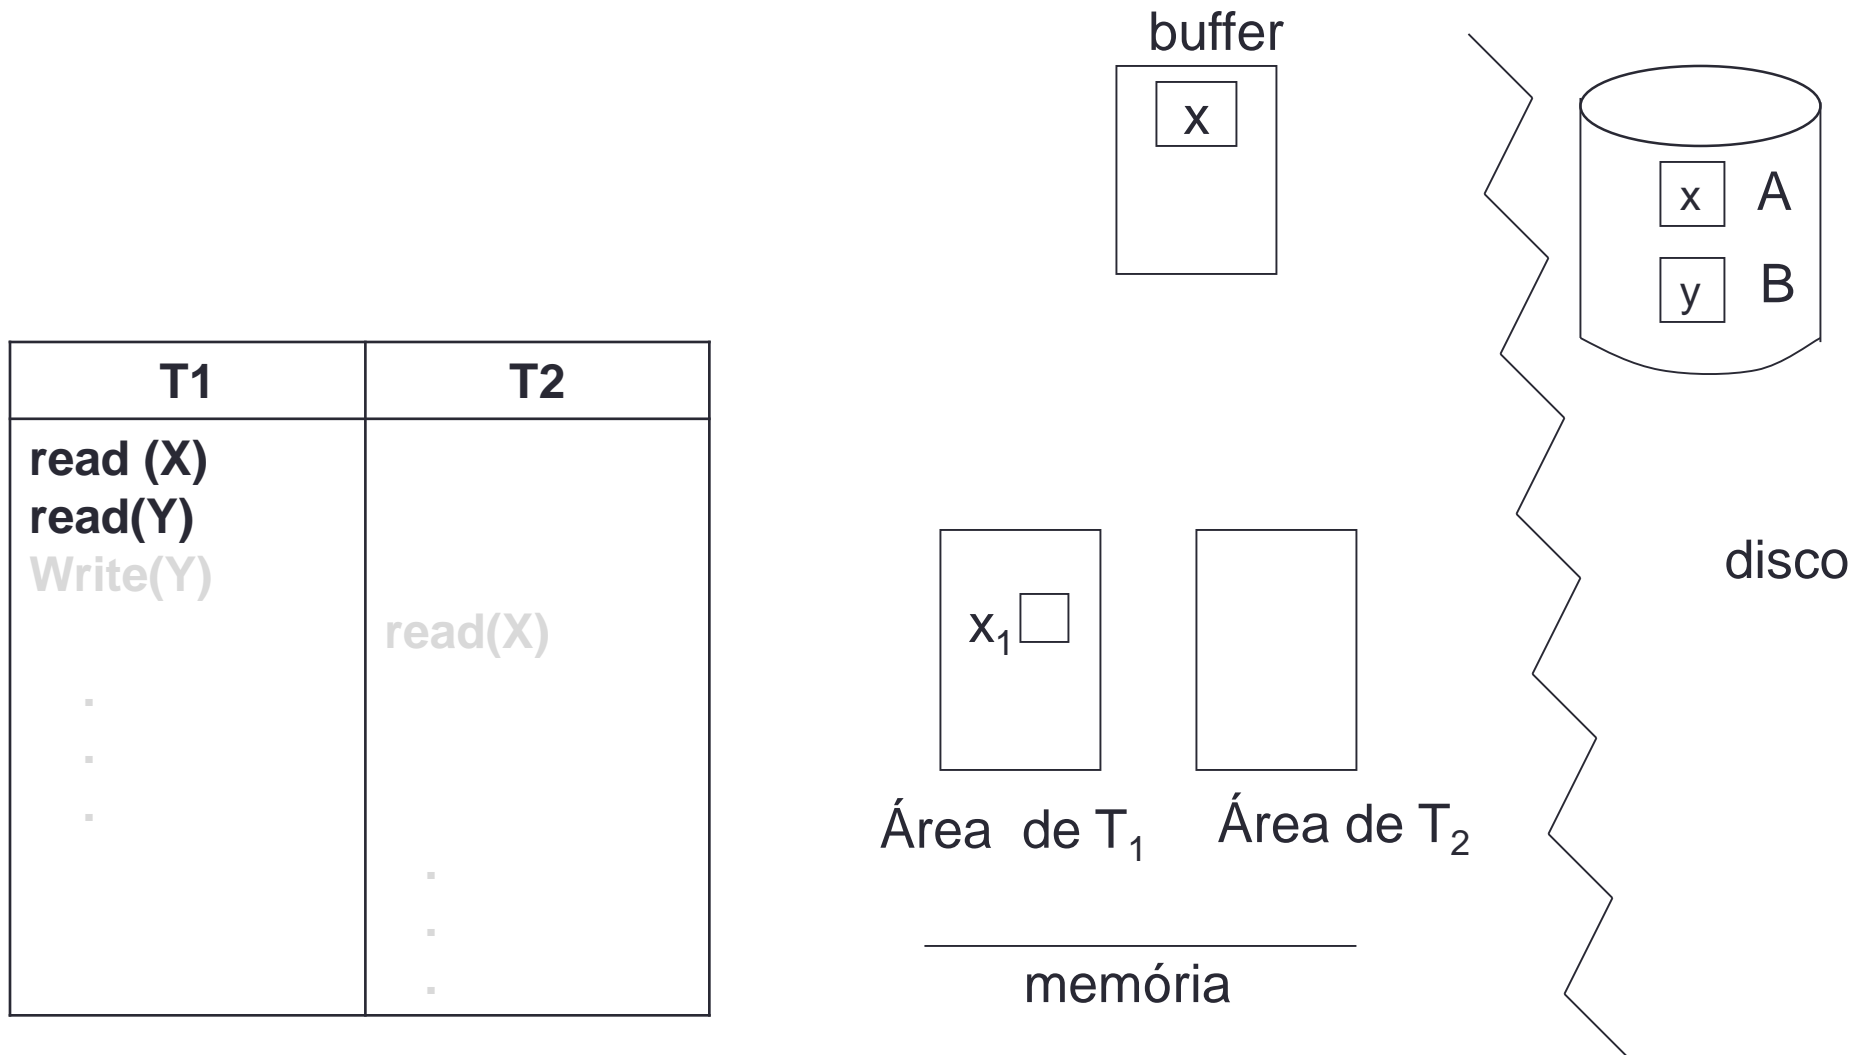 buffer
x
x A
y B
T1 T2
read (X)
read(Y)
Write(Y)
read(X)
.
.
.
.
.
.
x1
disco
Área de T1
Área de T2
memória